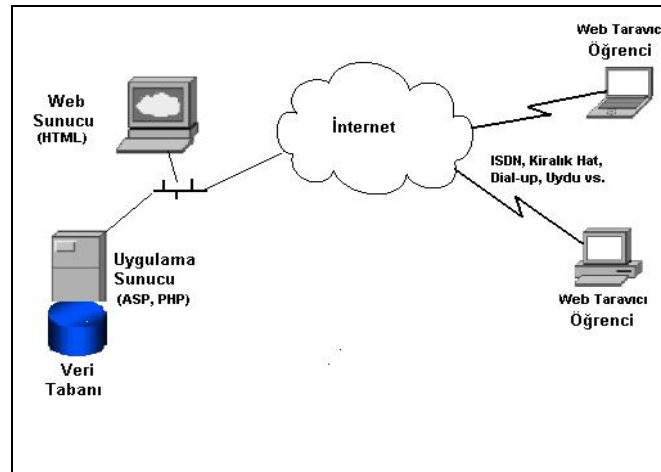 Web Taravıcı
Öğrenci
Web
Sunucu
(HTML)
İnternet
ISDN, Kiralık Hat,
Dial-up, Uydu vs.
Uygulama
Sunucu
(ASP, PHP)
Web Taravıcı
Öğrenci
Veri
Tabanı